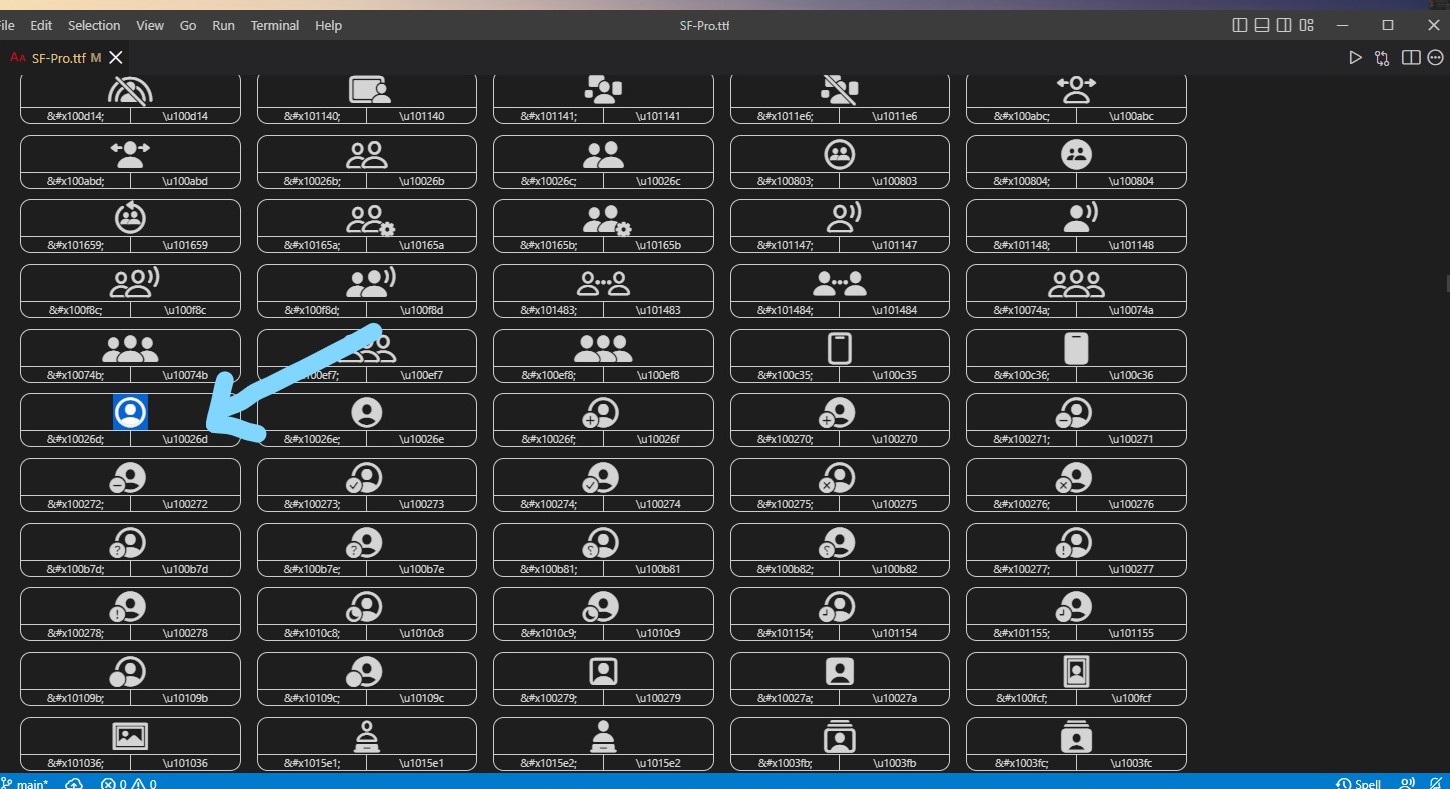 File Edit Selection View Go Run Terminal Help SF-Pro.ttf
AA SF-Pro.ttf M
&#x100d14; \u100d14 &#x101140; \u101140 &#x101141; \u101141 &#x1011e6; \u1011e6 &#x100abc; \u100abc
&#x100abd; \u100abd &#x10026b; \u10026b &#x10026c; \u10026c &#x100803; \u100803 &#x100804; \u100804
&#x101659; \u101659 &#x10165a; \u10165a &#x10165b; \u10165b &#x101147; \u101147 &#x101148; \u101148
&#x100f8c; \u100f8c &#x100f8d; \u100f8d &#x101483; \u101483 &#x101484; \u101484 &#x10074a; \u10074a
&#x10074b; \u10074b &#x100ef7; \u100ef7 &#x100ef8; \u100ef8 &#x100c35; \u100c35 &#x100c36; \u100c36
&#x10026d; \u10026d &#x10026e; \u10026e &#x10026f; \u10026f &#x100270; \u100270 &#x100271; \u100271
&#x100272; \u100272 &#x100273; \u100273 &#x100274; \u100274 &#x100275; \u100275 &#x100276; \u100276
&#x100b7d; \u100b7d &#x100b7e; \u100b7e &#x100b81; \u100b81 &#x100b82; \u100b82 &#x100277; \u100277
&#x100278; \u100278 &#x1010c8; \u1010c8 &#x1010c9; \u1010c9 &#x101154; \u101154 &#x101155; \u101155
&#x10109b; \u10109b &#x10109c; \u10109c &#x100279; \u100279 &#x10027a; \u10027a &#x100fcf; \u100fcf
&#x101036; \u101036 &#x1015e1; \u1015e1 &#x1015e2; \u1015e2 &#x1003fb; \u1003fb &#x1003fc; \u1003fc
main* 0 0 Spell